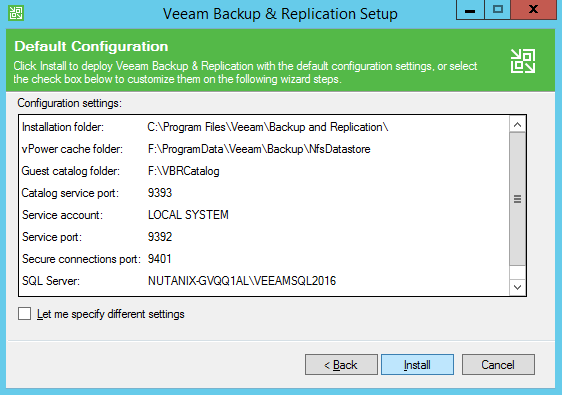 Veeam Backup & Replication Setup
Default Configuration
Click Install to deploy Veeam Backup & Replication with the default configuration settings, or select
the check box below to customize them on the following wizard steps.
Configuration settings:
Installation folder: C:\Program Files\Veeam\Backup and Replication\
vPower cache folder: F:\ProgramData\Veeam\Backup\NfsDatastore
Guest catalog folder: F:\VBRCatalog
Catalog service port: 9393
Service account: LOCAL SYSTEM
Service port: 9392
Secure connections port: 9401
SQL Server: NUTANIX-GVQQ1AL\VEEAMSQL2016
Let me specify different settings
< Back Install Cancel